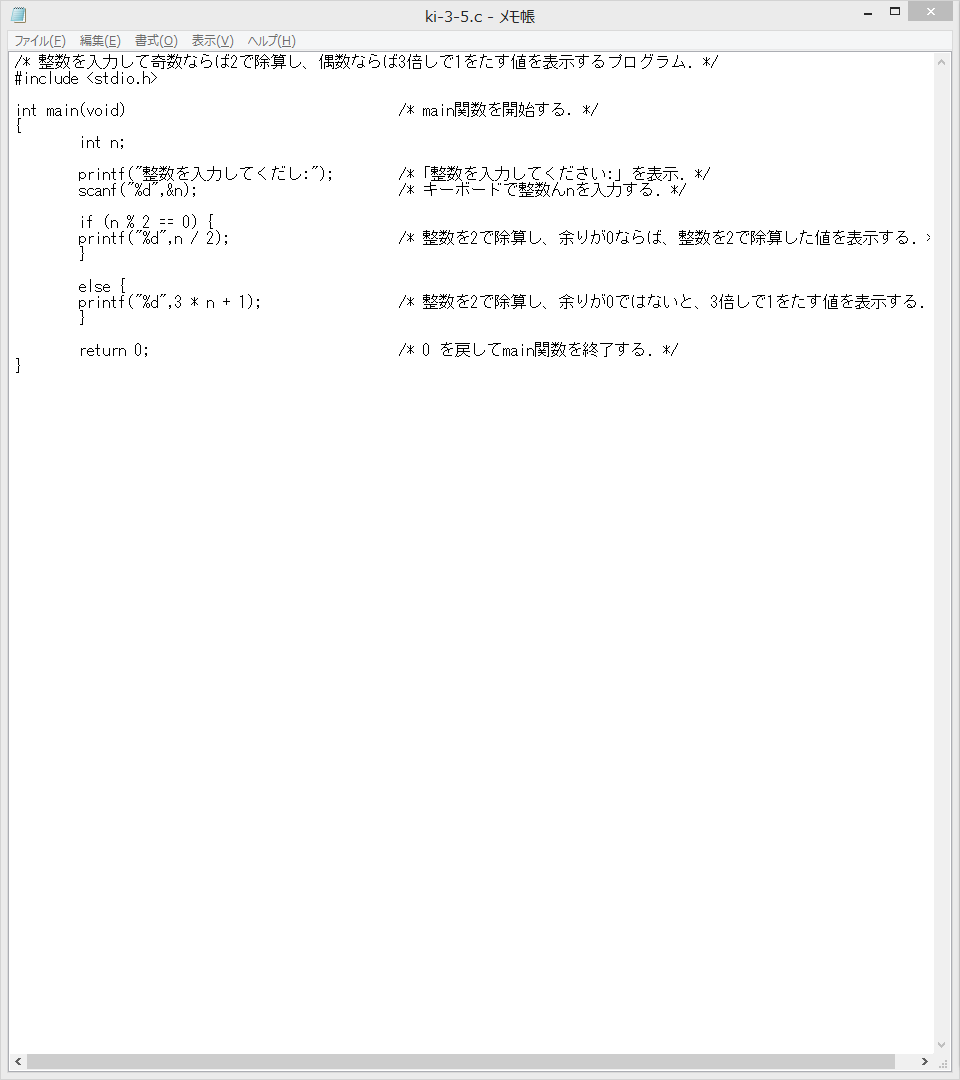 ki-3-5.c - メモ帳
ファイル(F) 編集(E) 書式(O) 表示(V) ヘルプ(H)
/* 整数を入力して奇数ならば2で除算し、偶数ならば3倍しで1をたす値を表示するプログラム. */
#include <stdio.h>
int main(void) /* main関数を開始する. */
{
int n;
printf("整数を入力してくだし:"); /*「整数を入力してください:」を表示. */
scanf("%d",&n); /* キーボードで整数んnを入力する. */
if (n % 2 == 0) {
printf("%d",n / 2); /* 整数を2で除算し、余りが0ならば、整数を2で除算した値を表示する.
}
else {
printf("%d",3 * n + 1); /* 整数を2で除算し、余りが0ではないと、3倍しで1をたす値を表示する.
}
return 0; /* 0 を戻してmain関数を終了する. */
}